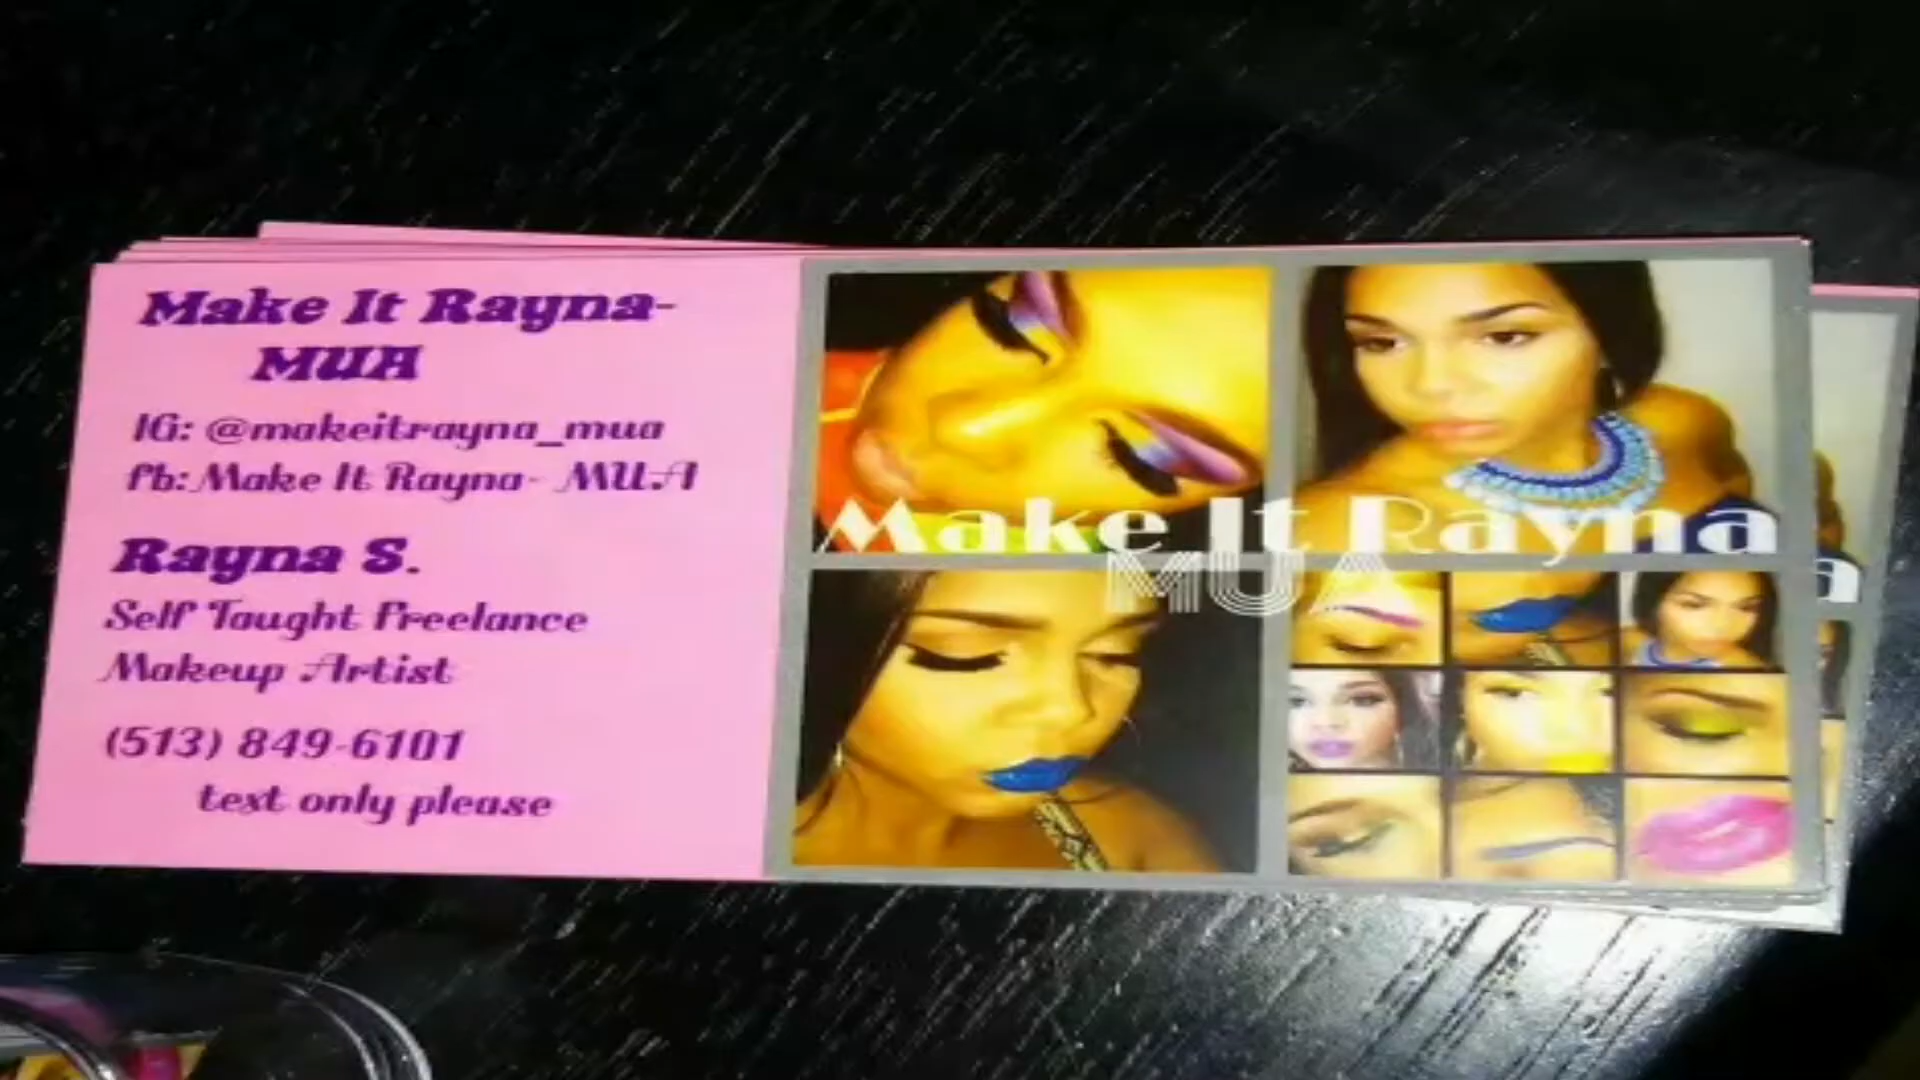 Make It Rayna-
MUA
IG: @makeitrayna_mua
fb: Make It Rayna- MUA
Rayna S.
Self Taught Freelance
Makeup Artist
(513) 849-6101
text only please
Make It Rayna
MUA
a